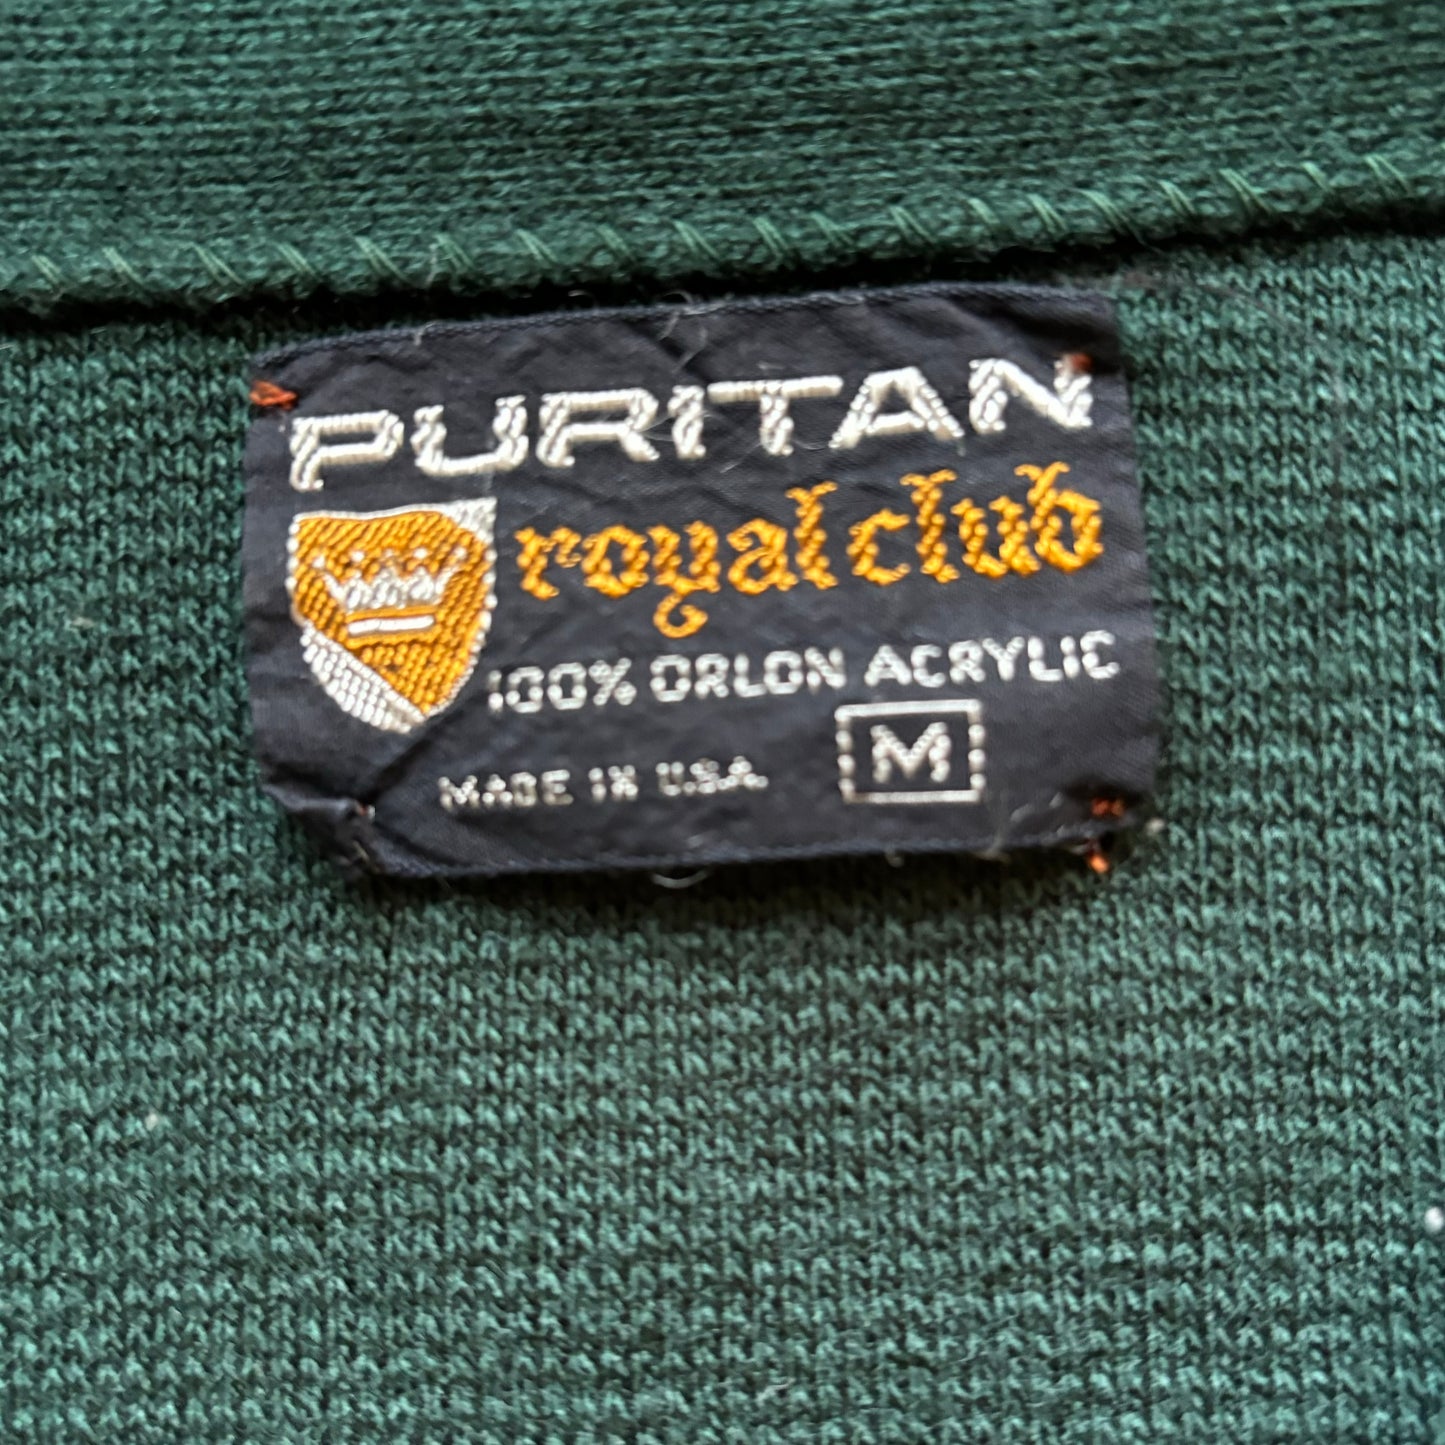 PURITAN
royal club
100% ORLON ACRYLIC
MADE IN U.S.A.
M